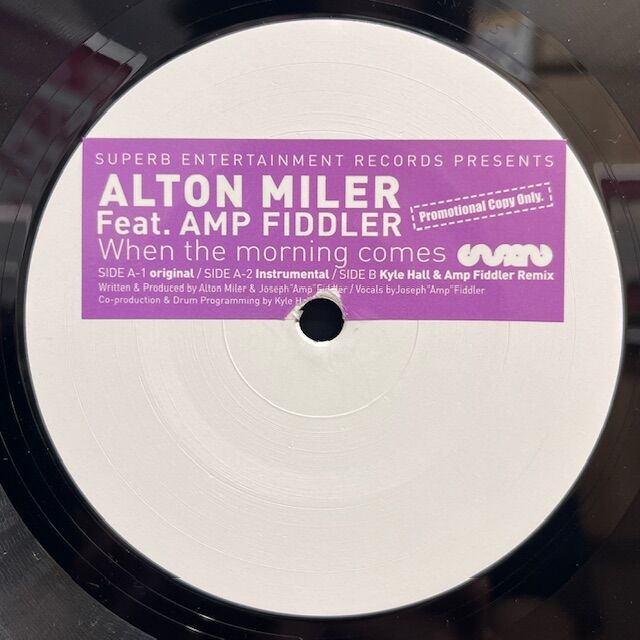 SUPERB ENTERTAINMENT RECORDS PRESENTS
ALTON MILER
Feat. AMP FIDDLER
Promotional Copy Only.
When the morning comes
SIDE A-1 original / SIDE A-2 Instrumental / SIDE B Kyle Hall & Amp Fiddler Remix
Written & Produced by Alton Miler & Joseph"Amp"Fiddler / Vocals byJoseph"Amp"Fiddler
Co-production & Drum Programming by Kyle